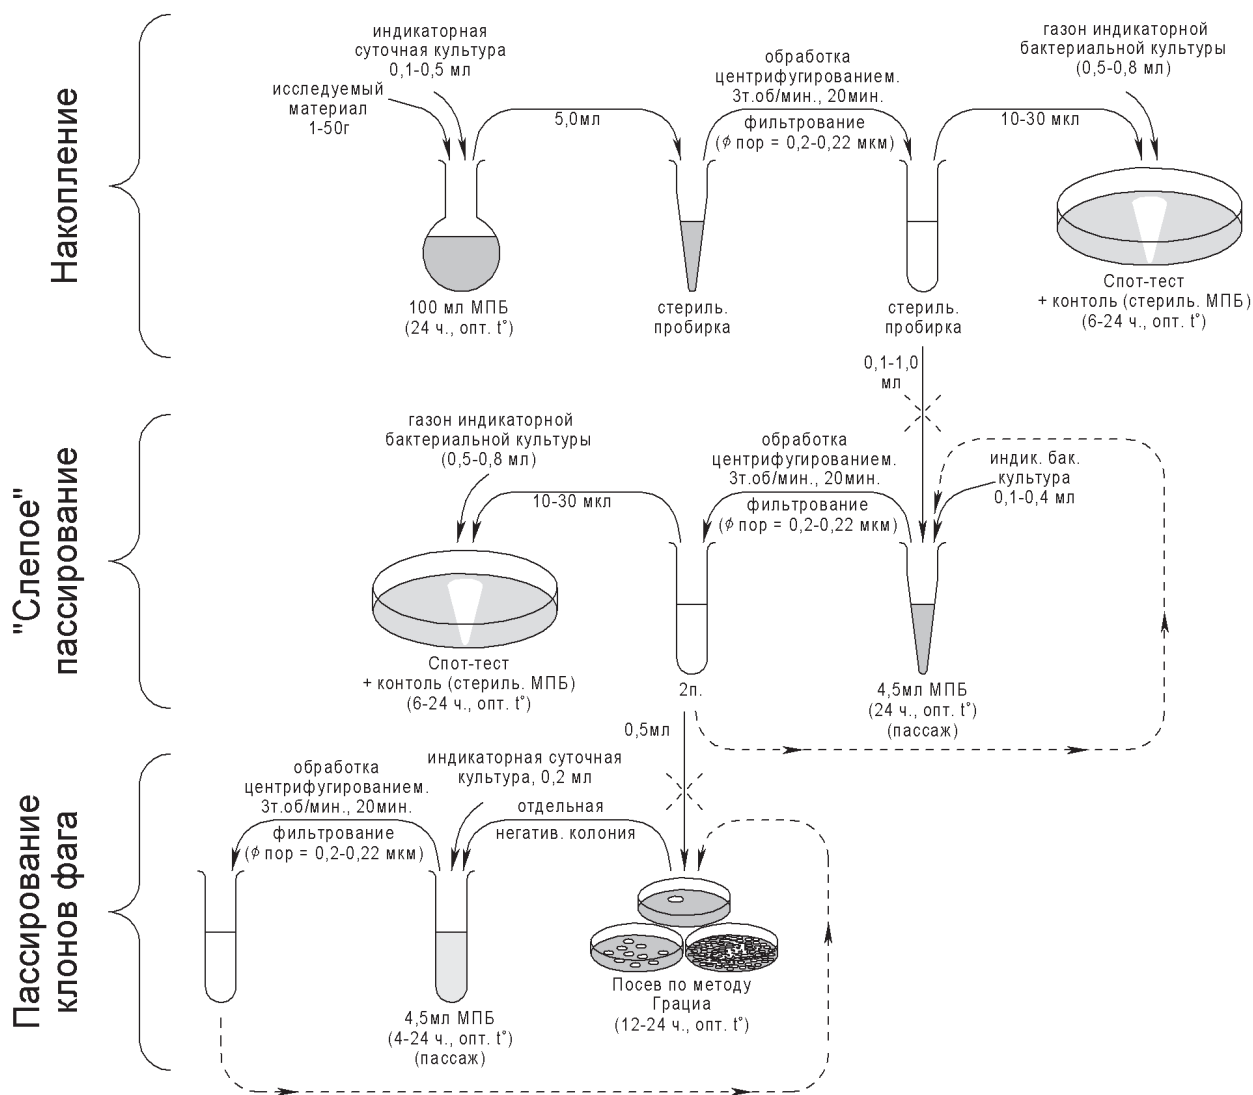 Накопление
индикаторная
суточная культура
0,1-0,5 мл
исследуемый
материал
1-50г
5,0мл
обработка
центрифугированием.
3т.об/мин., 20мин.
фильтрование
(⌀ пор = 0,2-0,22 мкм)
10-30 мкл
газон индикаторной
бактериальной культуры
(0,5-0,8 мл)
100 мл МПБ
(24 ч., опт. t°)
стериль.
пробирка
стериль.
пробирка
Спот-тест
+ контоль (стериль. МПБ)
(6-24 ч., опт. t°)
0,1-1,0
мл
"Слепое"
пассирование
газон индикаторной
бактериальной культуры
(0,5-0,8 мл)
10-30 мкл
обработка
центрифугированием.
3т.об/мин., 20мин.
фильтрование
(⌀ пор = 0,2-0,22 мкм)
индик. бак.
культура
0,1-0,4 мл
Спот-тест
+ контоль (стериль. МПБ)
(6-24 ч., опт. t°)
2п.
4,5мл МПБ
(24 ч., опт. t°)
(пассаж)
0,5мл
Пассирование
клонов фага
обработка
центрифугированием.
3т.об/мин., 20мин.
фильтрование
(⌀ пор = 0,2-0,22 мкм)
индикаторная суточная
культура, 0,2 мл
отдельная
негатив. колония
4,5мл МПБ
(4-24 ч., опт. t°)
(пассаж)
Посев по методу
Грациа
(12-24 ч., опт. t°)